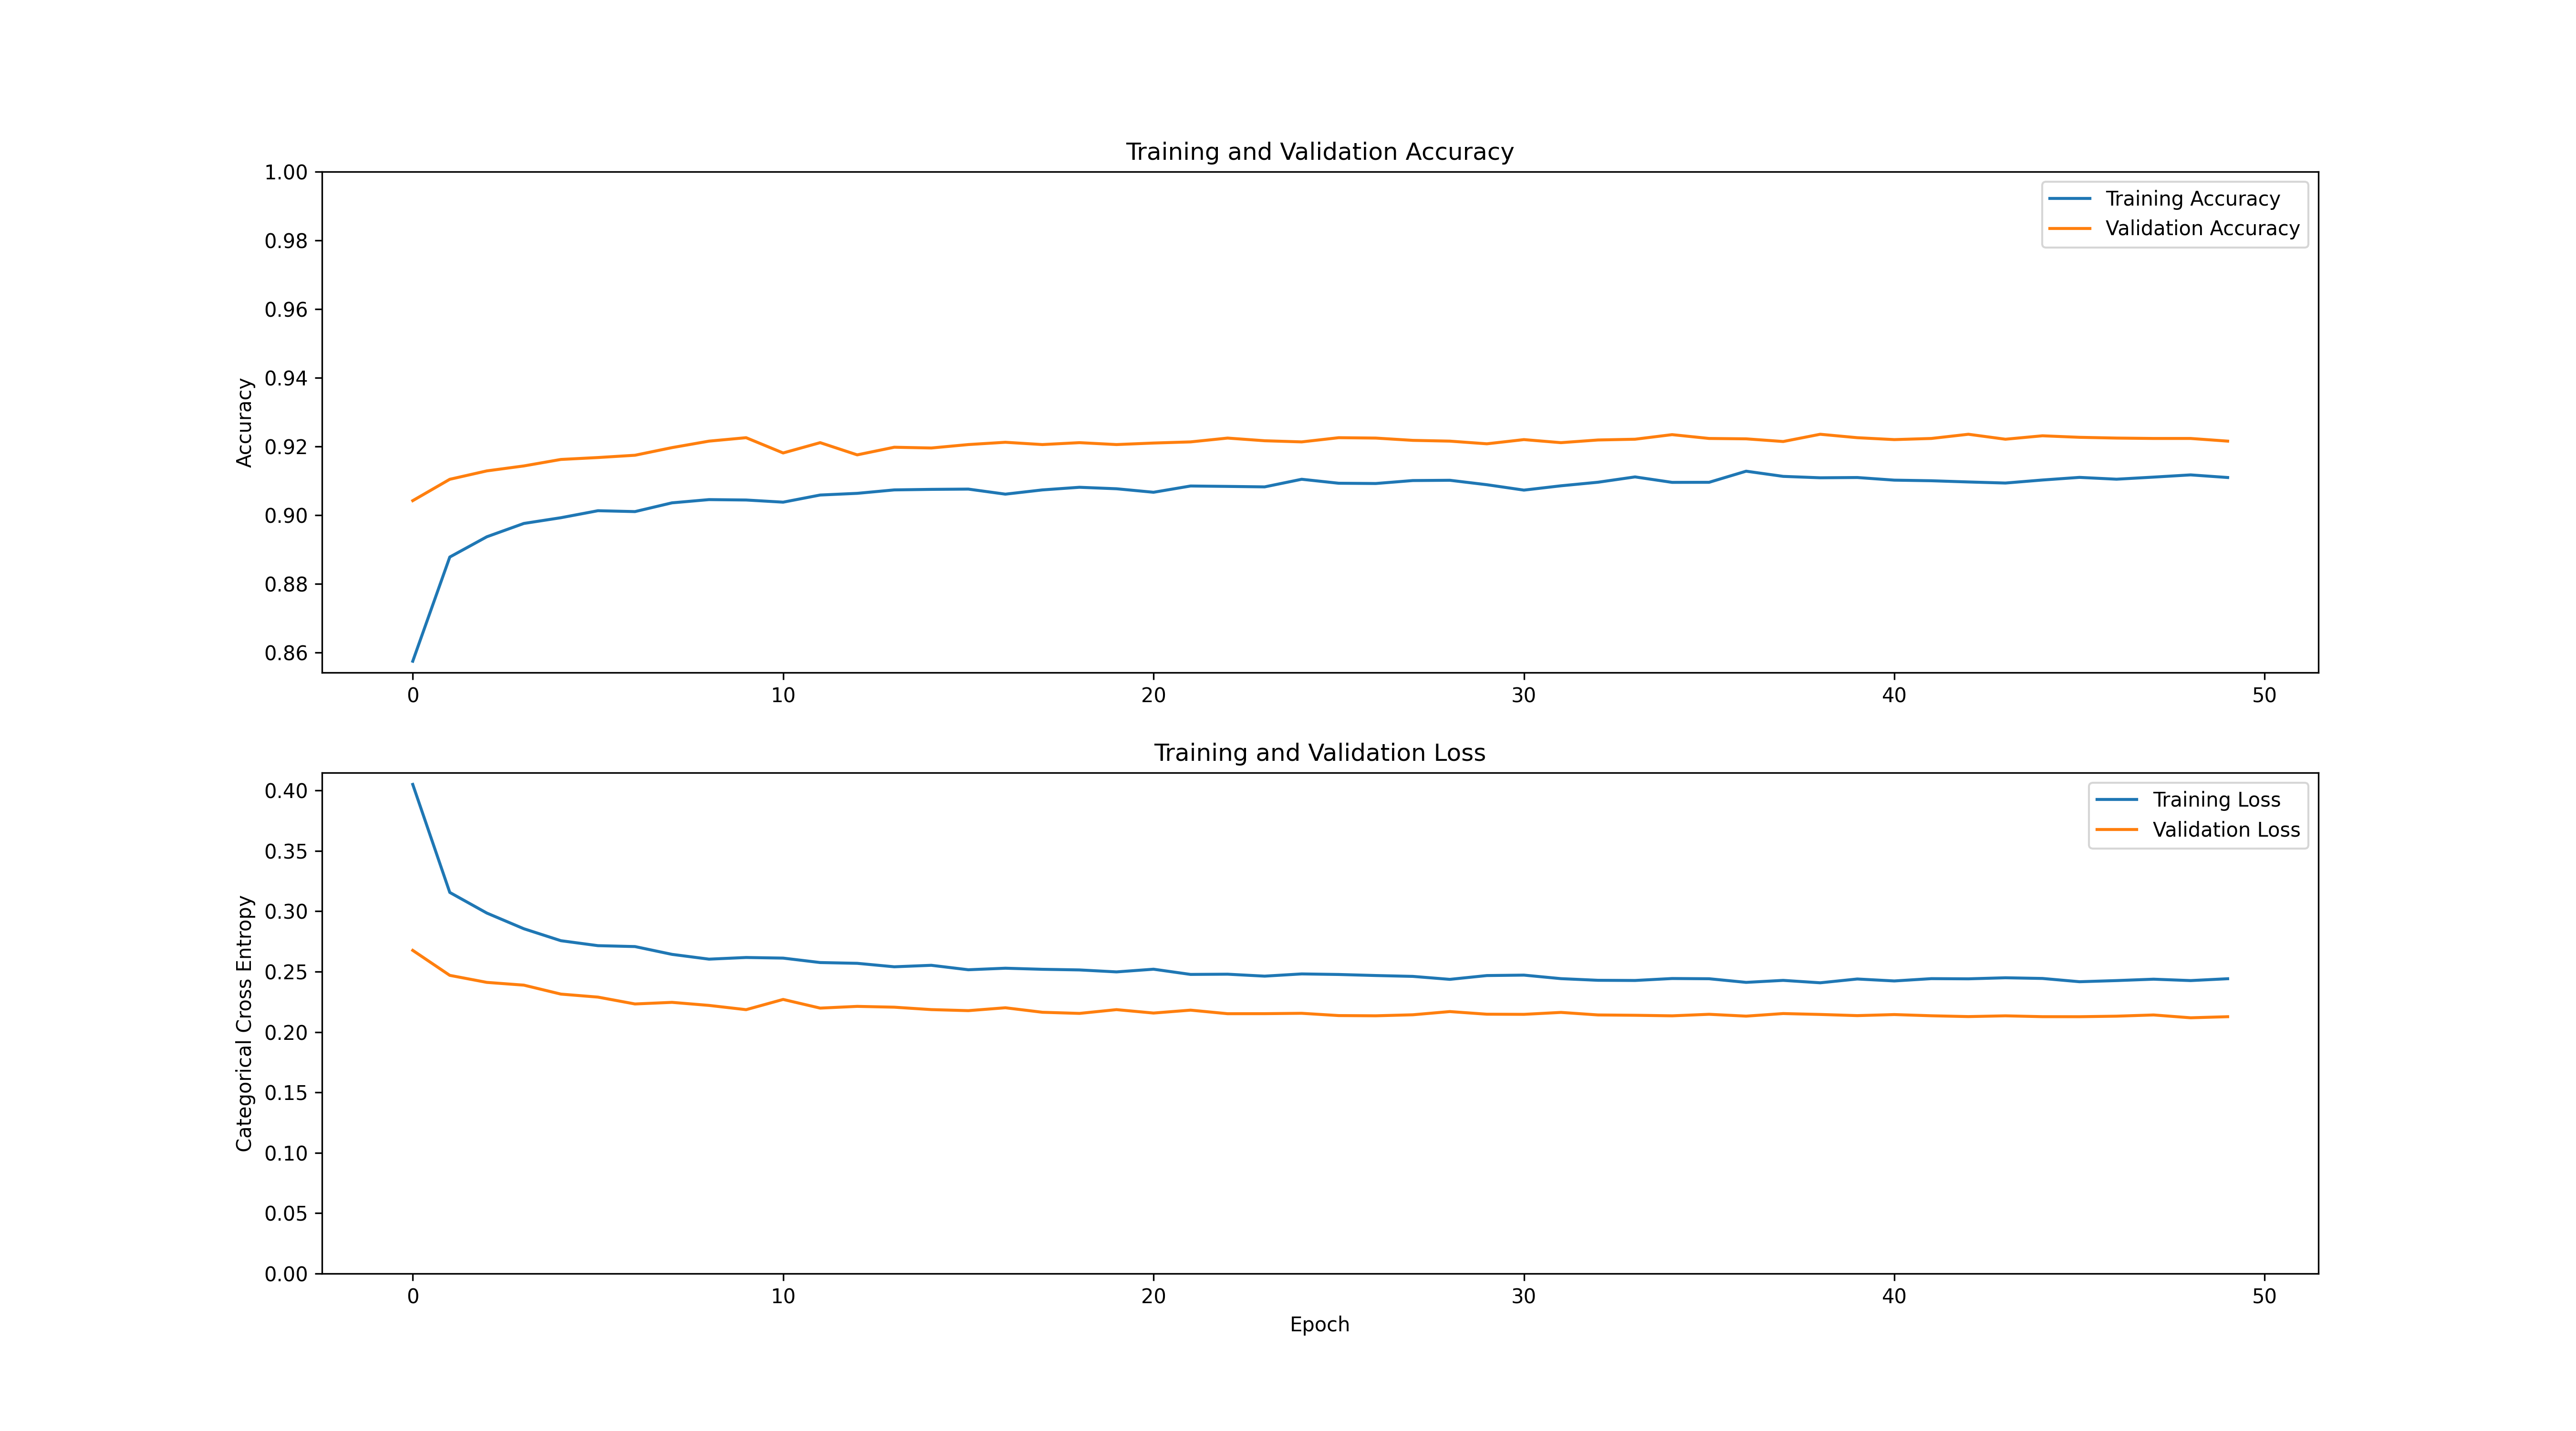 Training and Validation Accuracy
1.00
0.98
0.96
0.94
0.92
0.90
0.88
0.86
Accuracy
Training Accuracy
Validation Accuracy
0 10 20 30 40 50
Training and Validation Loss
0.40
0.35
0.30
0.25
0.20
0.15
0.10
0.05
0.00
Categorical Cross Entropy
Training Loss
Validation Loss
0 10 20 30 40 50
Epoch